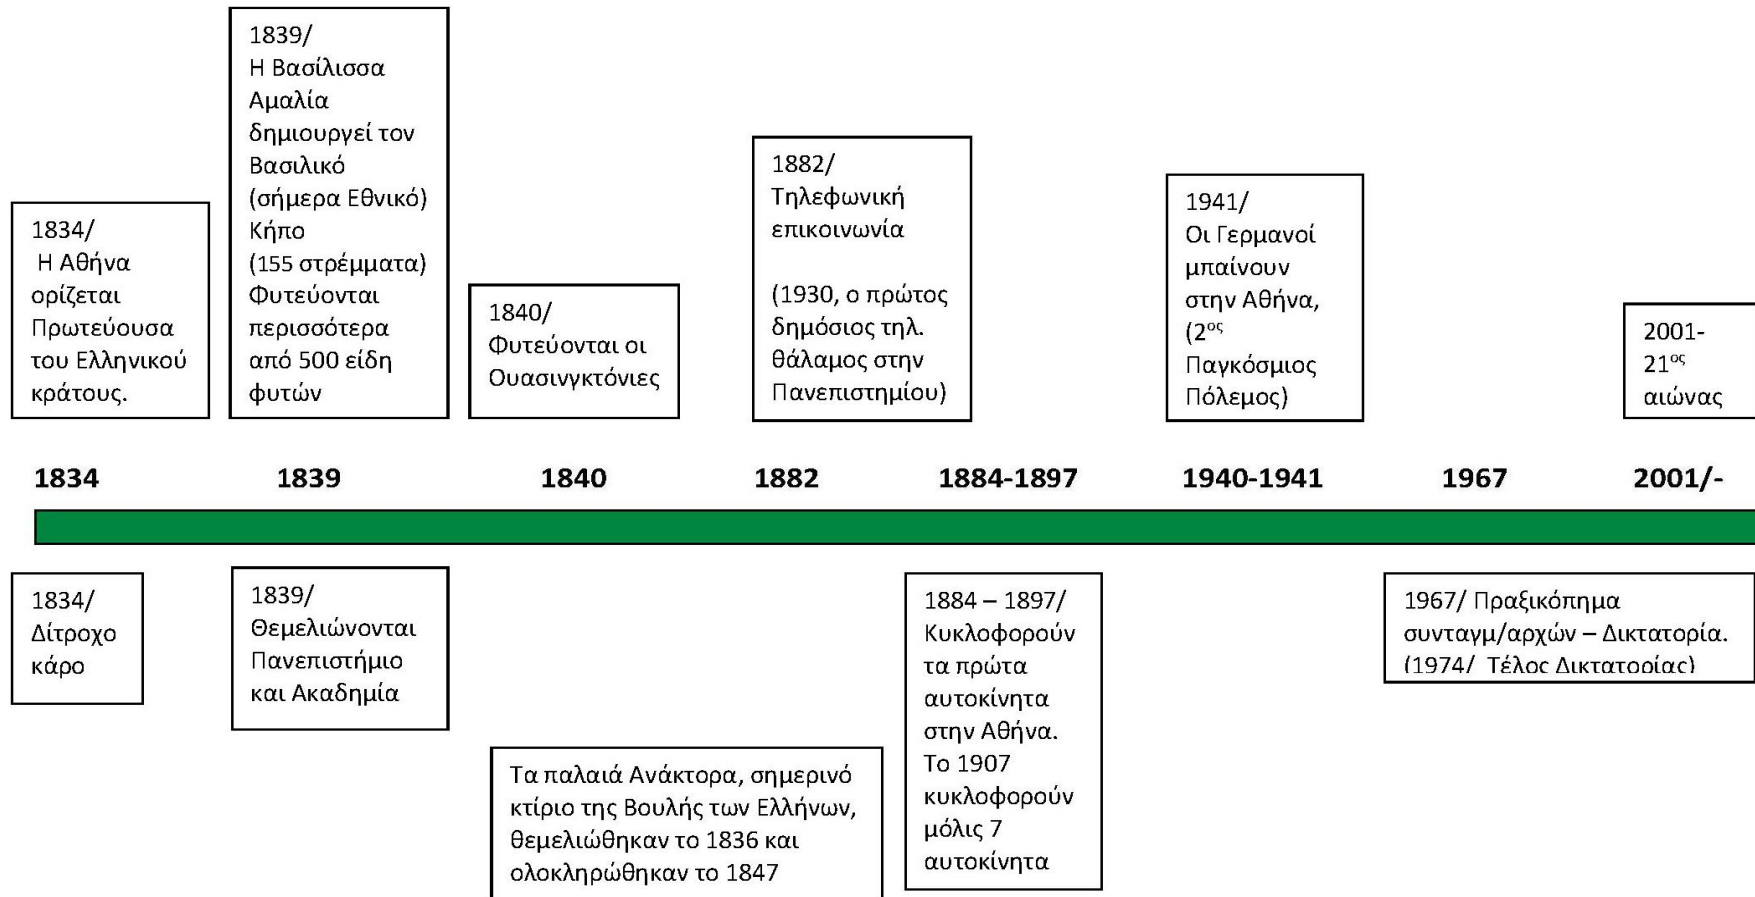 1834/
Η Αθήνα
ορίζεται
Πρωτεύουσα
του Ελληνικού
κράτους.
1839/
Η Βασίλισσα
Αμαλία
δημιουργεί τον
Βασιλικό
(σήμερα Εθνικό)
Κήπο
(155 στρέμματα)
Φυτεύονται
περισσότερα
από 500 είδη
φυτών
1840/
Φυτεύονται οι
Ουασινγκτόνιες
1882/
Τηλεφωνική
επικοινωνία
(1930, ο πρώτος
δημόσιος τηλ.
θάλαμος στην
Πανεπιστημίου)
1941/
Οι Γερμανοί
μπαίνουν
στην Αθήνα,
(2ος
Παγκόσμιος
Πόλεμος)
2001-
21ος
αιώνας
1834 1839 1840 1882 1884-1897 1940-1941 1967 2001/-
1834/
Δίτροχο
κάρο
1839/
Θεμελιώνονται
Πανεπιστήμιο
και Ακαδημία
Τα παλαιά Ανάκτορα, σημερινό
κτίριο της Βουλής των Ελλήνων,
θεμελιώθηκαν το 1836 και
ολοκληρώθηκαν το 1847
1884 – 1897/
Κυκλοφορούν
τα πρώτα
αυτοκίνητα
στην Αθήνα.
Το 1907
κυκλοφορούν
μόλις 7
αυτοκίνητα
1967/ Πραξικόπημα
συνταγμ/αρχών – Δικτατορία.
(1974/ Τέλος Δικτατορίας)